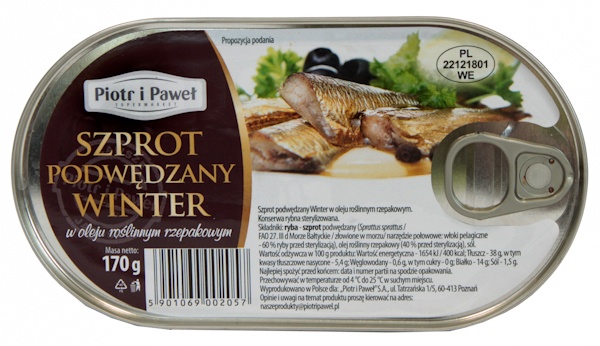 Propozycja podania
PL
22121801
WE
Piotr i Paweł
SUPERMARKET
SZPROT
PODWĘDZANY
WINTER
w oleju roślinnym rzepakowym
Masa netto:
170 g
5 901069 002057
Szprot podwędzany Winter w oleju roślinnym rzepakowym.
Konserwa rybna sterylizowana.
Składniki: ryba - szprot podwędzany (Sprattus sprattus /
FAO 27. III d Morze Bałtyckie / złowione w morzu/ narzędzie połowowe: włoki pelagiczne
- 60 % ryby przed sterylizacją), olej roślinny rzepakowy (40 % przed sterylizacją), sól.
Wartość odżywcza w 100 g produktu: Wartość energetyczna - 1654 kJ / 400 kcal; Tłuszcz - 38 g, w tym
kwasy tłuszczowe nasycone - 5,4 g; Węglowodany - 0,6 g, w tym cukry - 0 g; Białko - 14 g; Sól - 1,5 g.
Najlepiej spożyć przed końcem: data i numer partii na spodzie opakowania.
Przechowywać w temperaturze od 4 °C do 25 °C w suchym miejscu.
Wyprodukowano w Polsce dla: „Piotr i Paweł” S.A., ul. Tatrzańska 1/5, 60-413 Poznań
Opinie i uwagi na temat produktu proszę kierować na adres:
naszeprodukty@piotripawel.pl